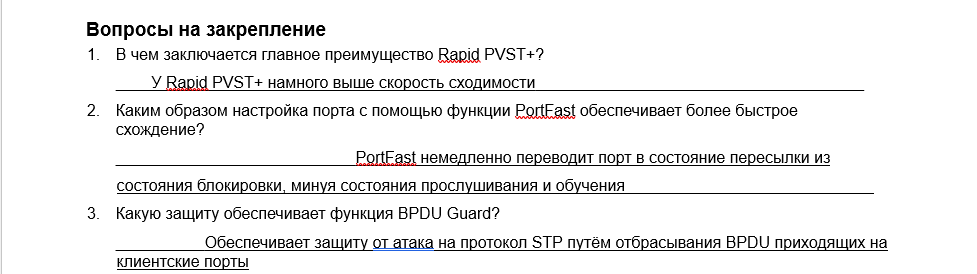 Вопросы на закрепление
1. В чем заключается главное преимущество Rapid PVST+?
У Rapid PVST+ намного выше скорость сходимости
2. Каким образом настройка порта с помощью функции PortFast обеспечивает более быстрое
схождение?
PortFast немедленно переводит порт в состояние пересылки из
состояния блокировки, минуя состояния прослушивания и обучения
3. Какую защиту обеспечивает функция BPDU Guard?
Обеспечивает защиту от атака на протокол STP путём отбрасывания BPDU приходящих на
клиентские порты